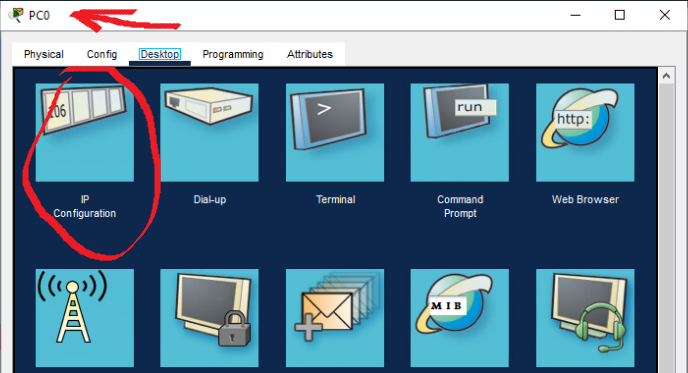 PC0
Physical Config Desktop Programming Attributes
106
>
run
http:
IP
Configuration
Dial-up
Terminal
Command
Prompt
Web Browser
MIB